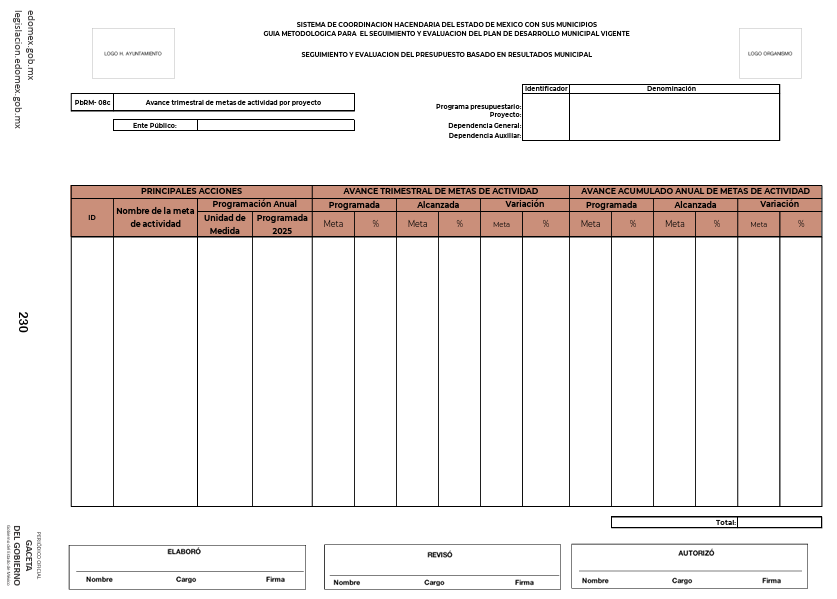 SISTEMA DE COORDINACION HACENDARIA DEL ESTADO DE MEXICO CON SUS MUNICIPIOS
GUIA METODOLOGICA PARA EL SEGUIMIENTO Y EVALUACION DEL PLAN DE DESARROLLO MUNICIPAL VIGENTE
SEGUIMIENTO Y EVALUACION DEL PRESUPUESTO BASADO EN RESULTADOS MUNICIPAL
LOGO H. AYUNTAMIENTO
LOGO ORGANISMO
edomex.gob.mx
legislacion.edomex.gob.mx
PbRM- 08c Avance trimestral de metas de actividad por proyecto
Ente Público:
Identificador Denominación
Programa presupuestario:
Proyecto:
Dependencia General:
Dependencia Auxiliar:
PRINCIPALES ACCIONES AVANCE TRIMESTRAL DE METAS DE ACTIVIDAD AVANCE ACUMULADO ANUAL DE METAS DE ACTIVIDAD
ID Nombre de la meta de actividad Programación Anual Programada Alcanzada Variación Programada Alcanzada Variación
Unidad de Medida Programada 2025 Meta % Meta % Meta % Meta % Meta % Meta %
230
Total:
ELABORÓ
Nombre Cargo Firma
REVISÓ
Nombre Cargo Firma
AUTORIZÓ
Nombre Cargo Firma
PERIÓDICO OFICIAL
GACETA
DEL GOBIERNO
Gobierno del Estado de México